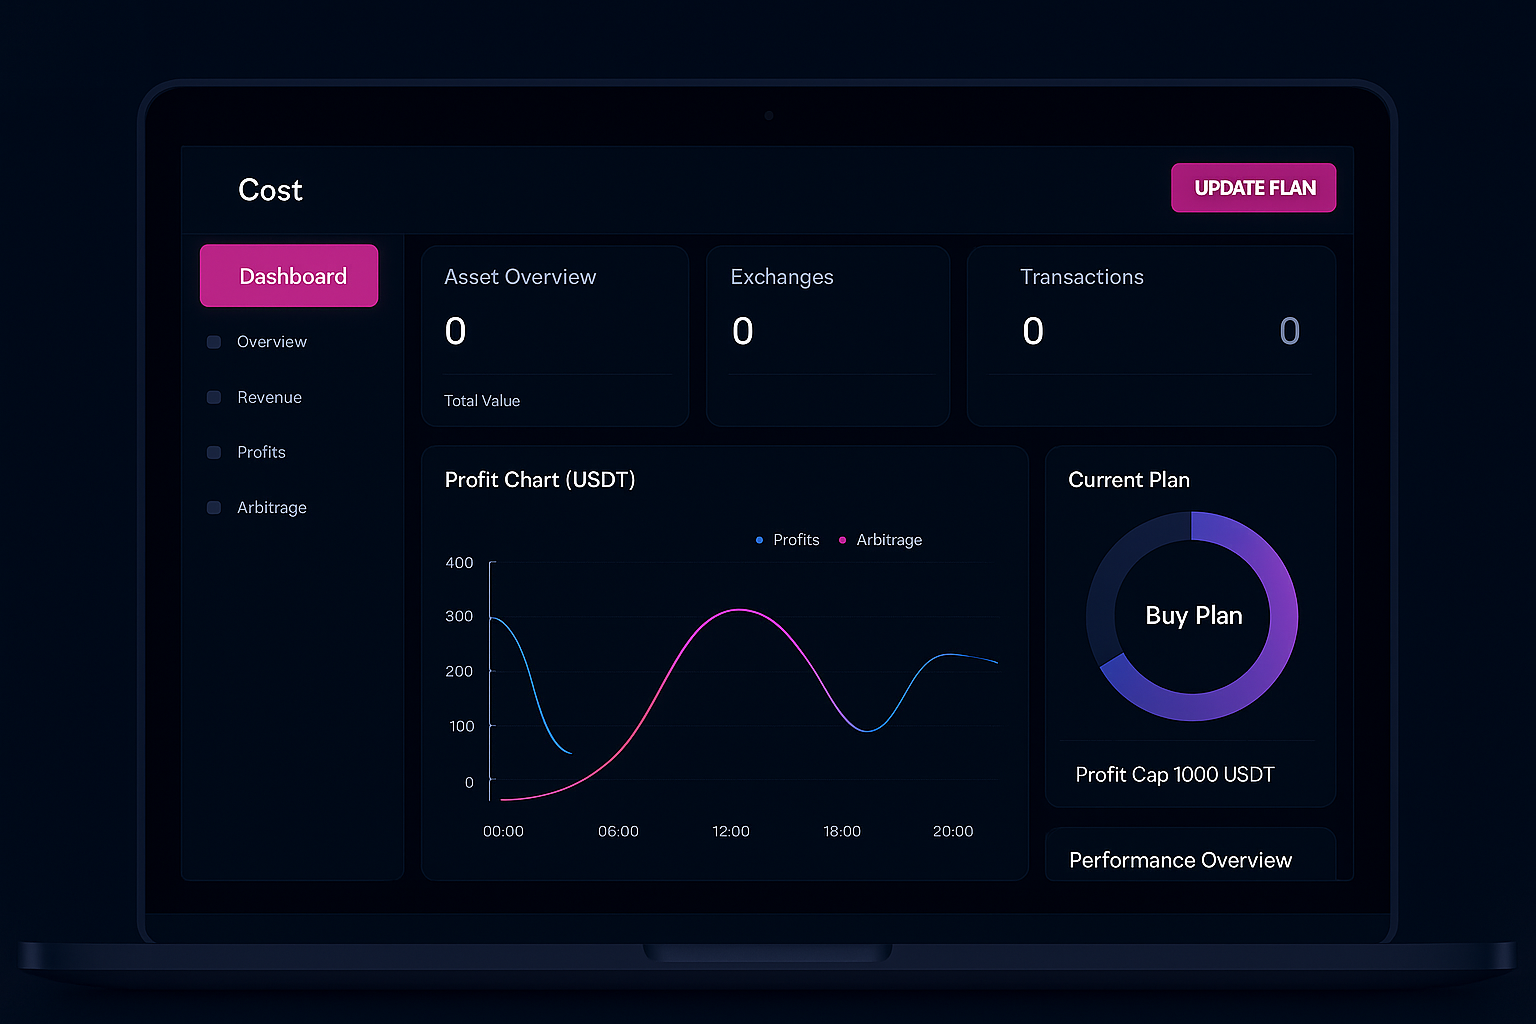 Cost
UPDATE FLAN
Dashboard
Overview
Revenue
Profits
Arbitrage
Asset Overview
0
Total Value
Exchanges
0
Transactions
0 0
Profit Chart (USDT)
Profits Arbitrage
400
300
200
100
0
00:00 06:00 12:00 18:00 20:00
Current Plan
Buy Plan
Profit Cap 1000 USDT
Performance Overview